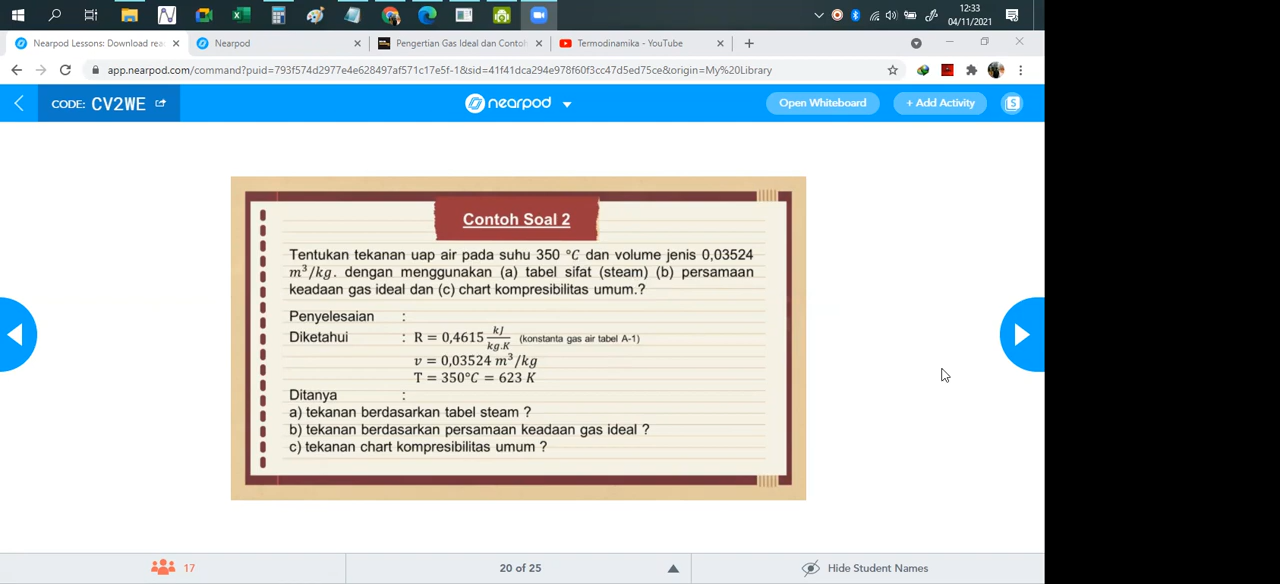 12:33
04/11/2021
Nearpod Lessons: Download rea
Nearpod
Pengertian Gas Ideal dan Contoh
Termodinamika - YouTube
app.nearpod.com/command?puid=793f574d2977e4e628497af571c17e5f-1&sid=41f41dca294e978f60f3cc47d5ed75ce&origin=My%20Library
CODE: CV2WE
nearpod
Open Whiteboard
+ Add Activity
Contoh Soal 2
Tentukan tekanan uap air pada suhu 350 °C dan volume jenis 0,03524
m³/kg. dengan menggunakan (a) tabel sifat (steam) (b) persamaan
keadaan gas ideal dan (c) chart kompresibilitas umum.?
Penyelesaian :
Diketahui : R = 0,4615 kJ/kg.K (konstanta gas air tabel A-1)
v = 0,03524 m³/kg
T = 350°C = 623 K
Ditanya :
a) tekanan berdasarkan tabel steam ?
b) tekanan berdasarkan persamaan keadaan gas ideal ?
c) tekanan chart kompresibilitas umum ?
17
20 of 25
Hide Student Names